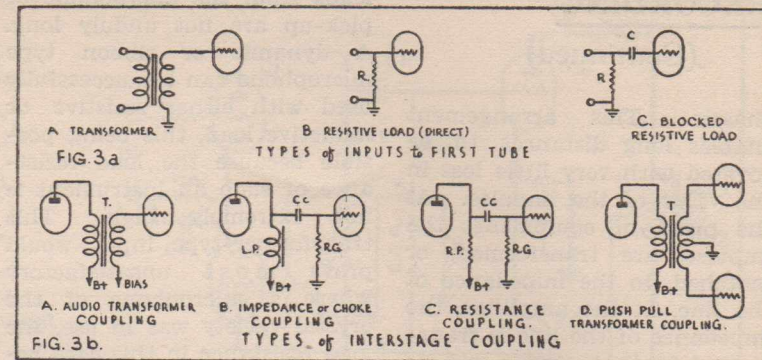 A TRANSFORMER
FIG. 3a
R.
B RESISTIVE LOAD (DIRECT)
TYPES of INPUTS to FIRST TUBE
C
R
C. BLOCKED
RESISTIVE LOAD
T.
B+
BIAS
A. AUDIO TRANSFORMER
COUPLING
FIG. 3b.
L.P.
Cc
R.G.
B+
B. IMPEDANCE or CHOKE
COUPLING
R.P.
Cc
R.G.
B+
C. RESISTANCE
COUPLING.
TYPES of INTERSTAGE COUPLING
T
B+
D. PUSH PULL
TRANSFORMER COUPLING.